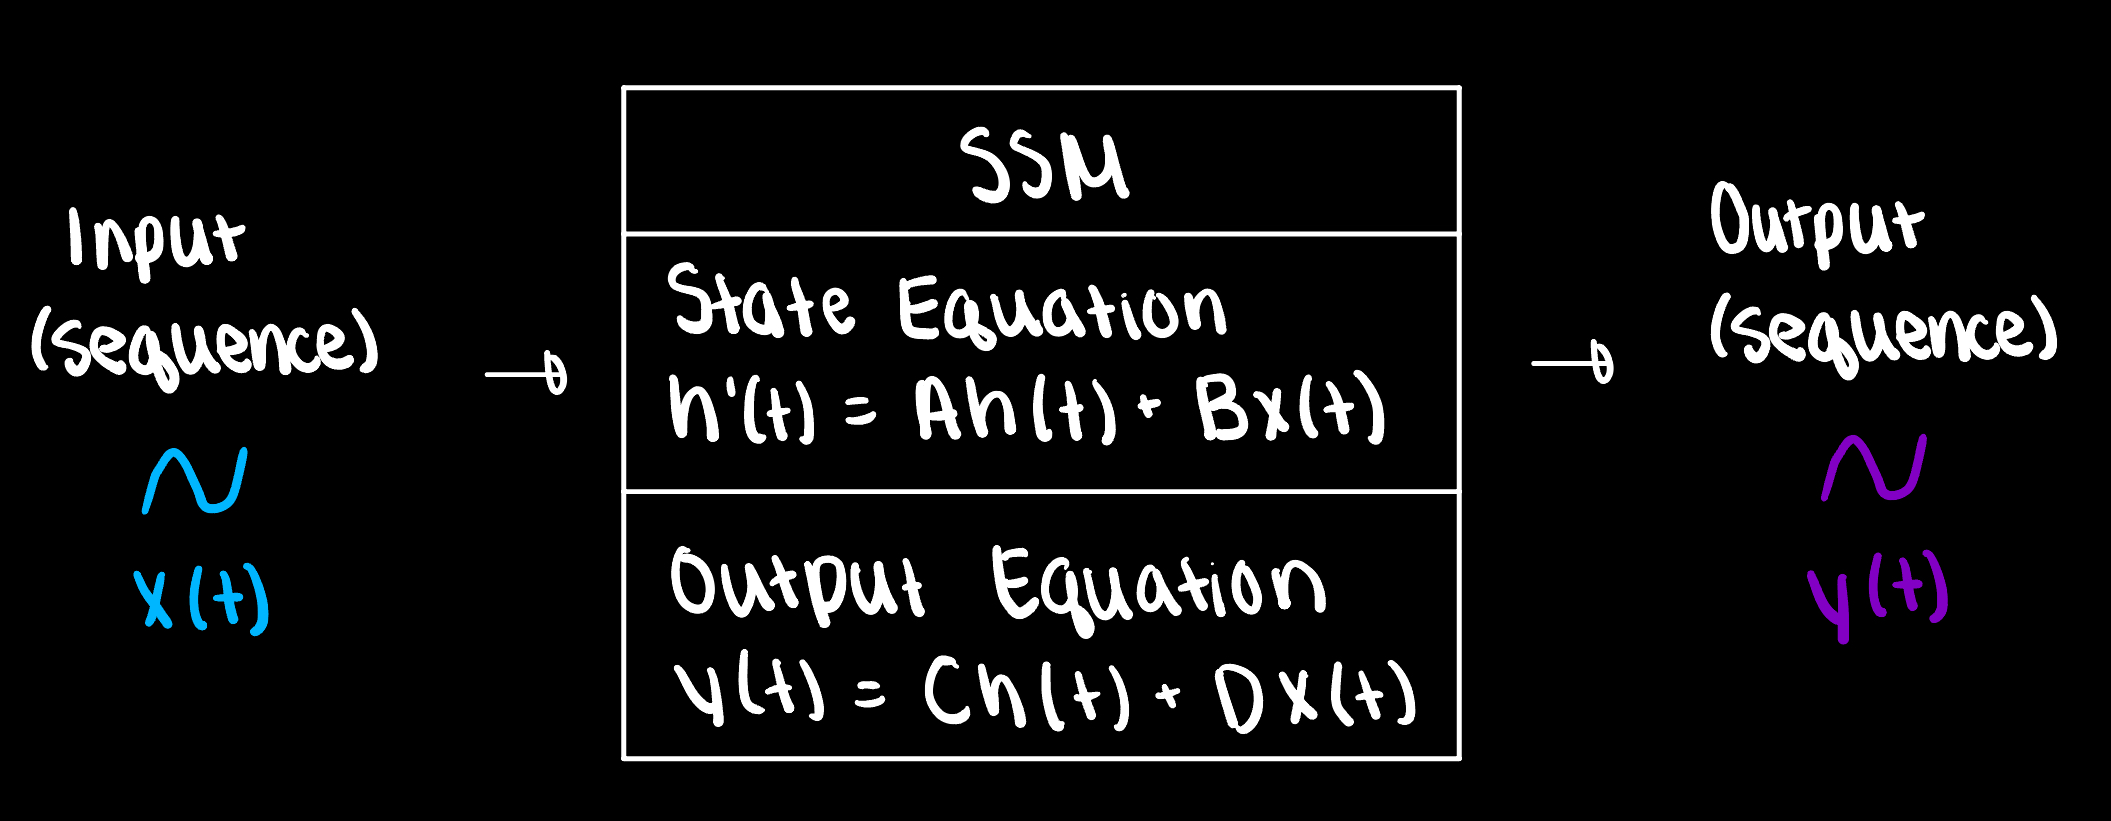 Input
(sequence)
x(t)
SSM
State Equation
h'(t) = Ah(t) + Bx(t)
Output Equation
y(t) = Ch(t) + Dx(t)
Output
(sequence)
y(t)